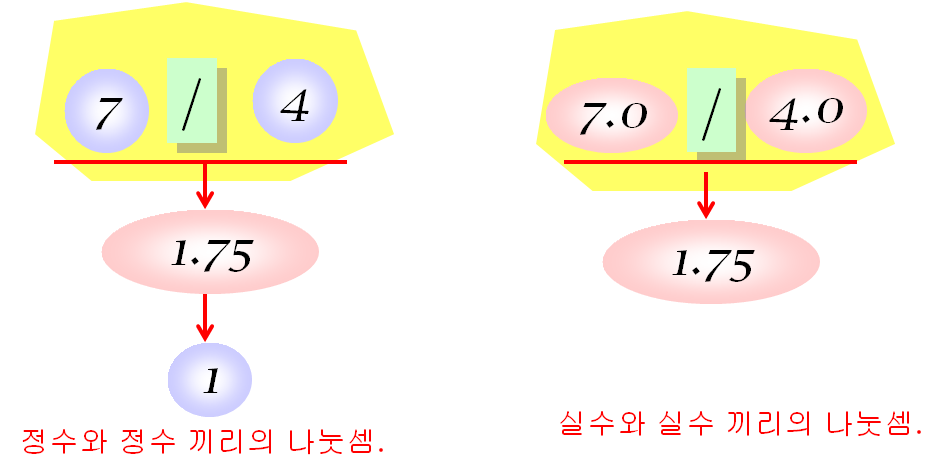 7 / 4
1.75
1
정수와 정수 끼리의 나눗셈.
7.0 / 4.0
1.75
실수와 실수 끼리의 나눗셈.